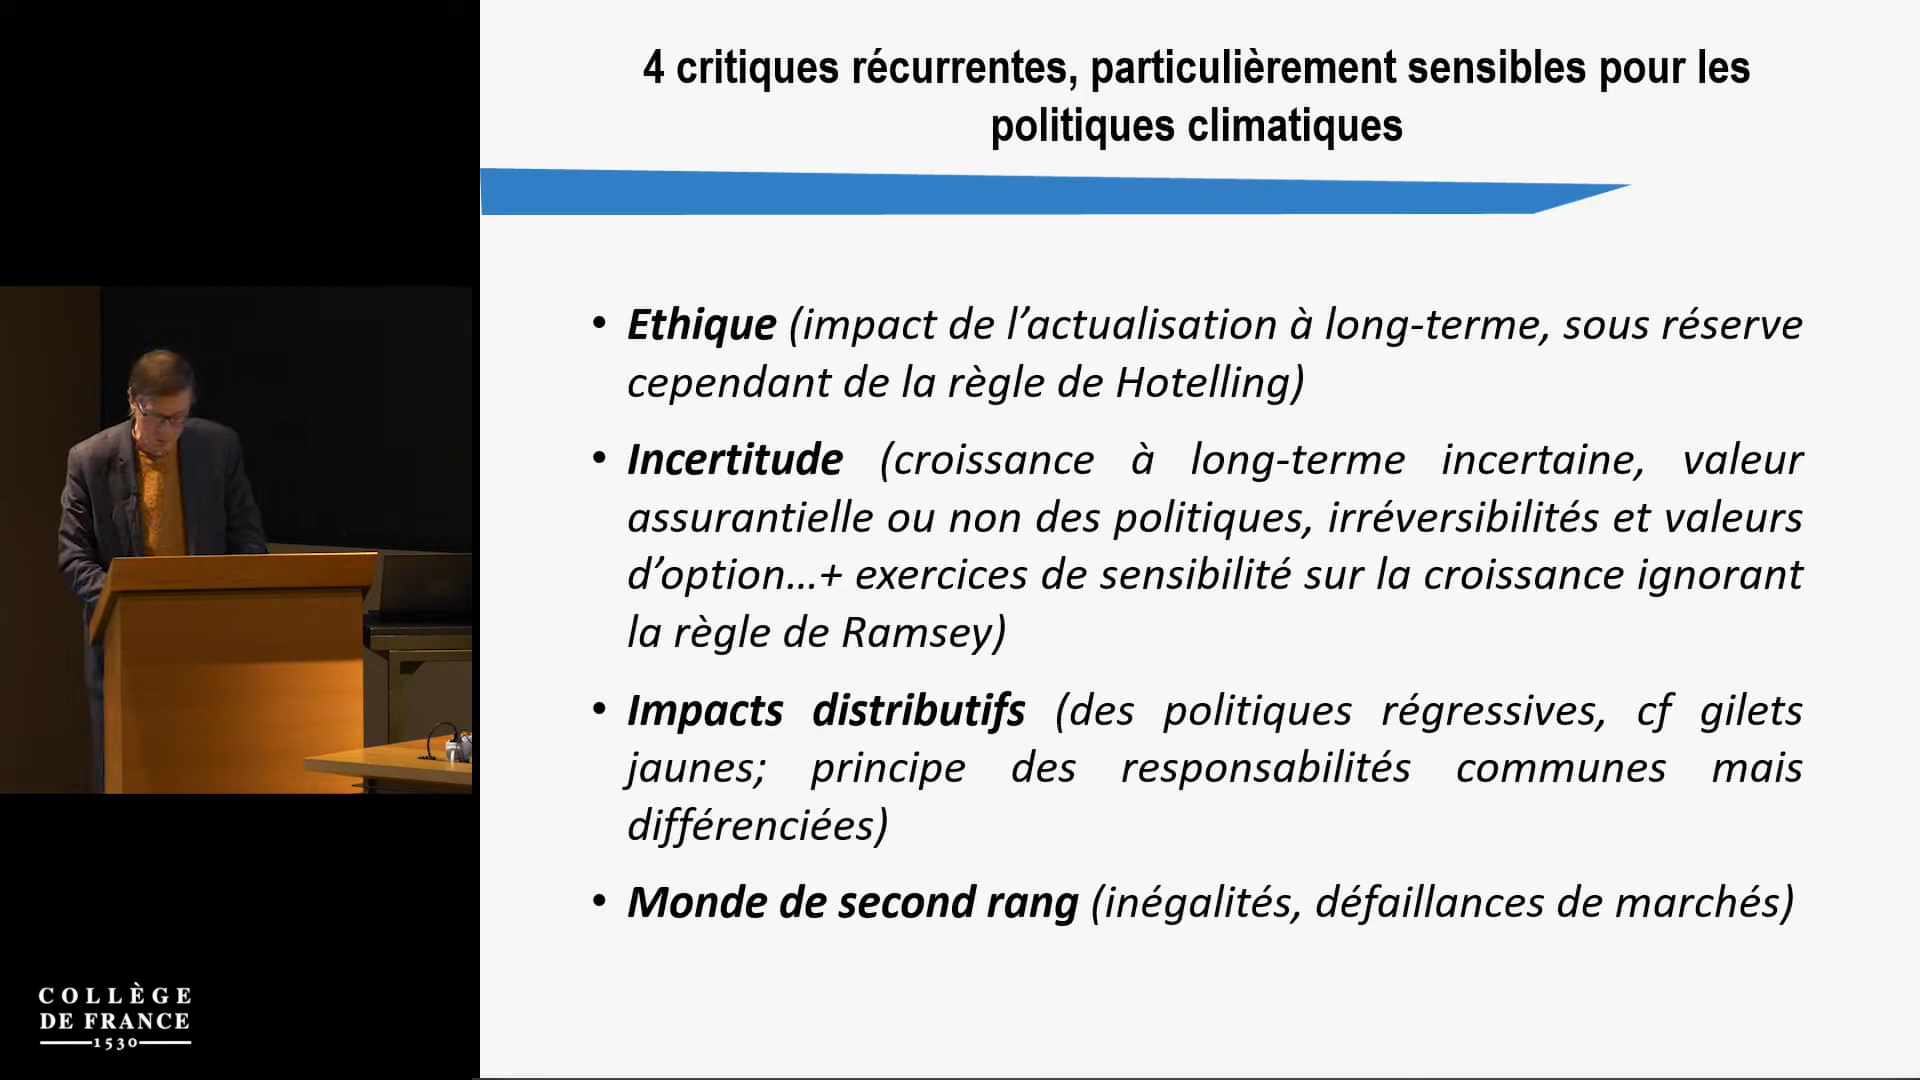 4 critiques récurrentes, particulièrement sensibles pour les
politiques climatiques
• Ethique (impact de l’actualisation à long-terme, sous réserve
cependant de la règle de Hotelling)
• Incertitude (croissance à long-terme incertaine, valeur
assurantielle ou non des politiques, irréversibilités et valeurs
d’option...+ exercices de sensibilité sur la croissance ignorant
la règle de Ramsey)
• Impacts distributifs (des politiques régressives, cf gilets
jaunes; principe des responsabilités communes mais
différenciées)
• Monde de second rang (inégalités, défaillances de marchés)
COLLÈGE
DE FRANCE
1530